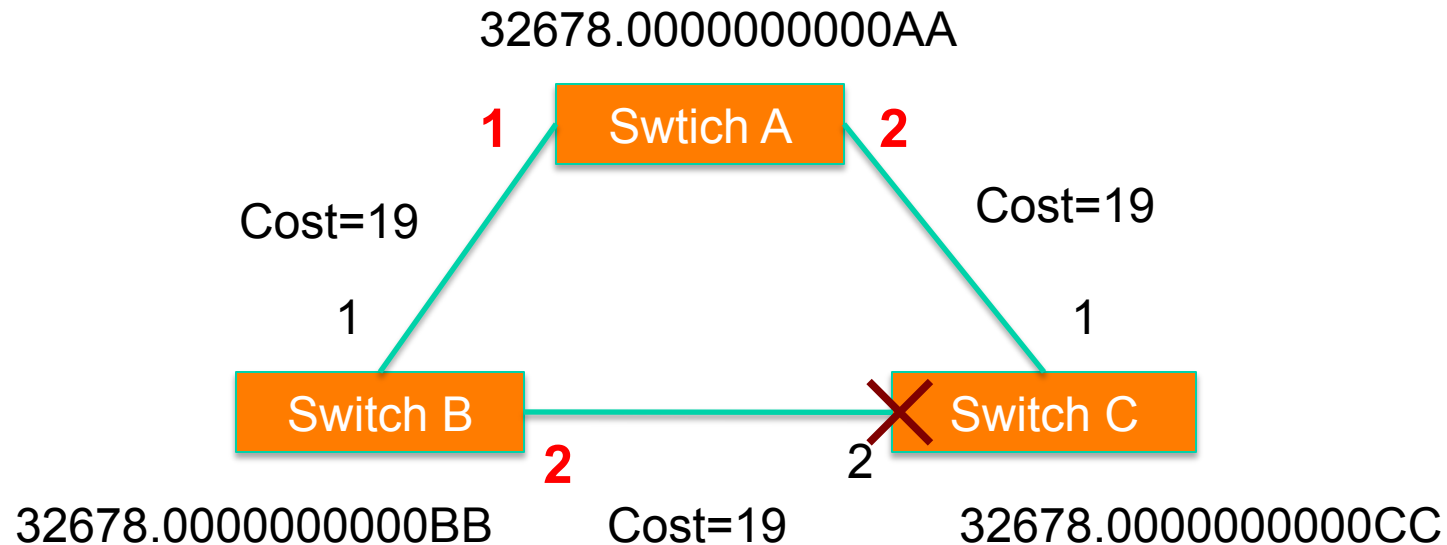 32678.0000000000AA
1
Swtich A
2
Cost=19
Cost=19
1
1
Switch B
Switch C
2
2
32678.0000000000BB
Cost=19
32678.0000000000CC